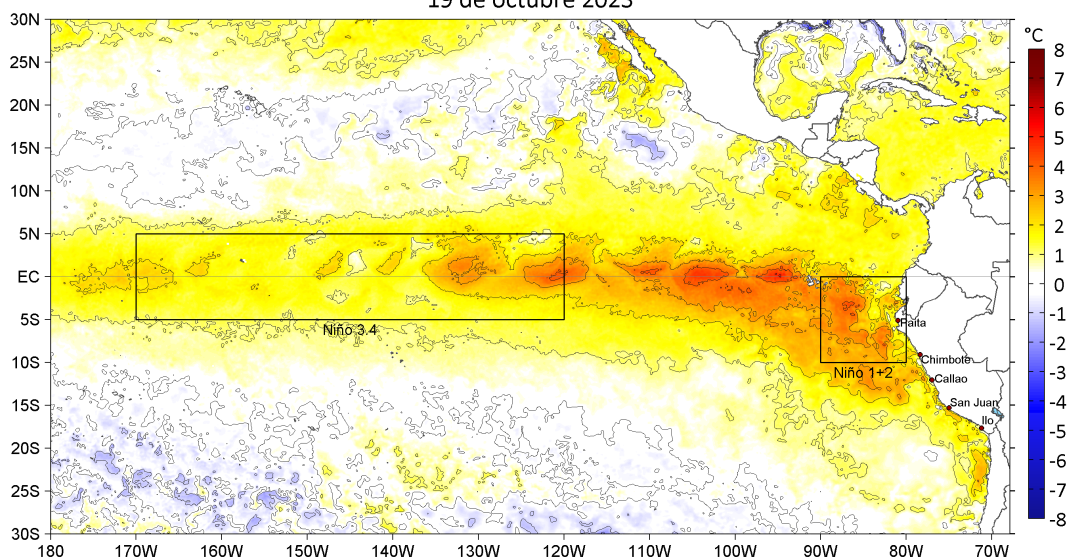 19 de octubre 2023
°C
30N
25N
20N
15N
10N
5N
EC
5S
10S
15S
20S
25S
30S
180
170W
160W
150W
140W
130W
120W
110W
100W
90W
80W
70W
Niño 3.4
Niño 1+2
Paita
Chimbote
Callao
San Juan
Ilo
8
7
6
5
4
3
2
1
0
-1
-2
-3
-4
-5
-6
-7
-8